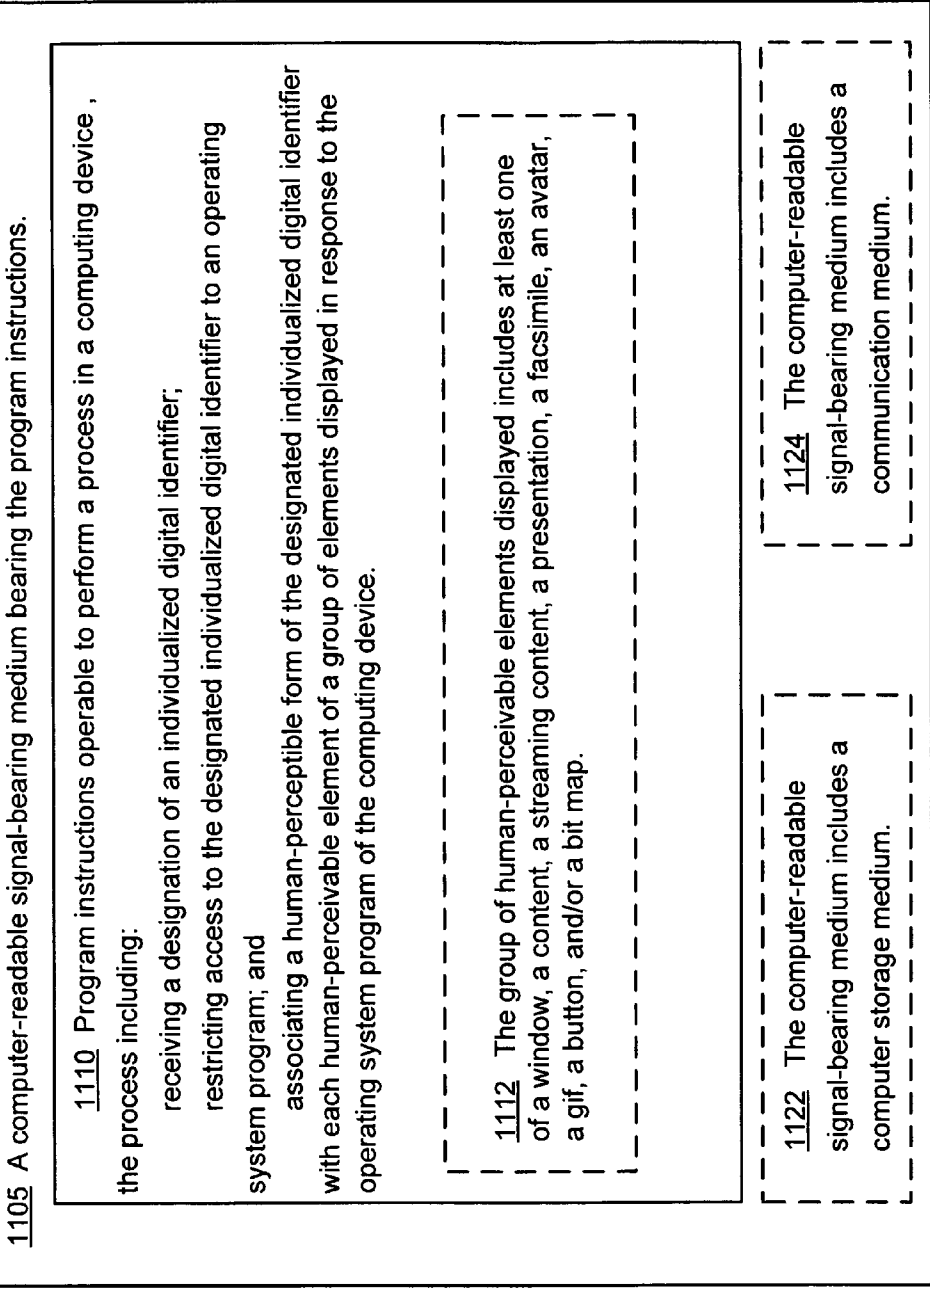 1105 A computer-readable signal-bearing medium bearing the program instructions.
1110 Program instructions operable to perform a process in a computing device ,
the process including:
receiving a designation of an individualized digital identifier;
restricting access to the designated individualized digital identifier to an operating
system program; and
associating a human-perceptible form of the designated individualized digital identifier
with each human-perceivable element of a group of elements displayed in response to the
operating system program of the computing device.
1112 The group of human-perceivable elements displayed includes at least one
of a window, a content, a streaming content, a presentation, a facsimile, an avatar,
a gif, a button, and/or a bit map.
1122 The computer-readable
signal-bearing medium includes a
computer storage medium.
1124 The computer-readable
signal-bearing medium includes a
communication medium.